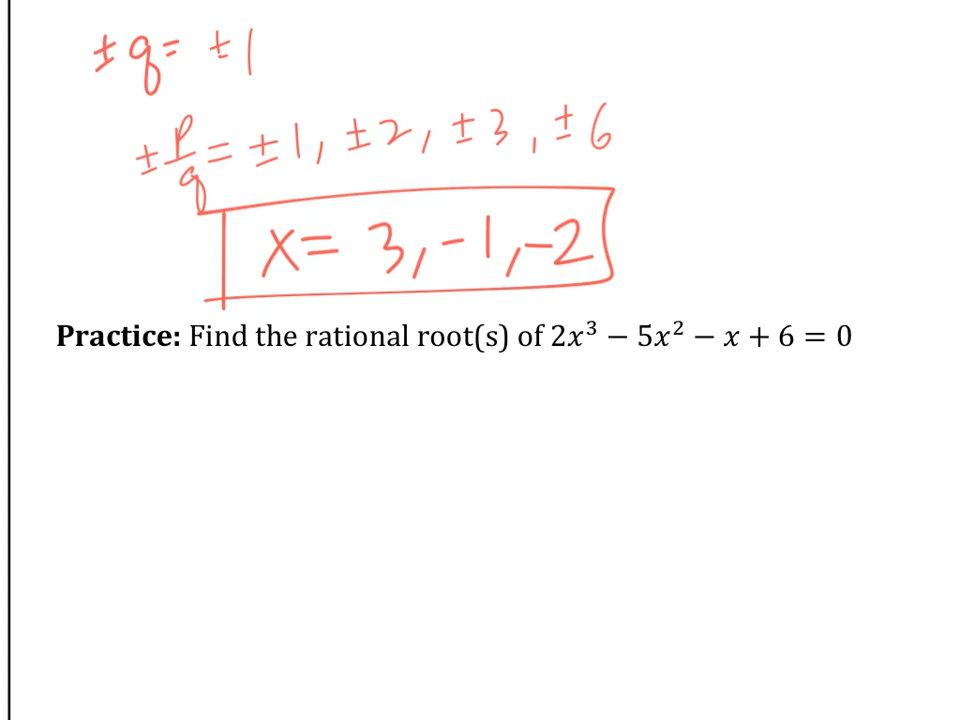 ±q= ±1
±p/q = ±1, ±2, ±3, ±6
x= 3, -1, -2
Practice: Find the rational root(s) of 2x³ − 5x² − x + 6 = 0